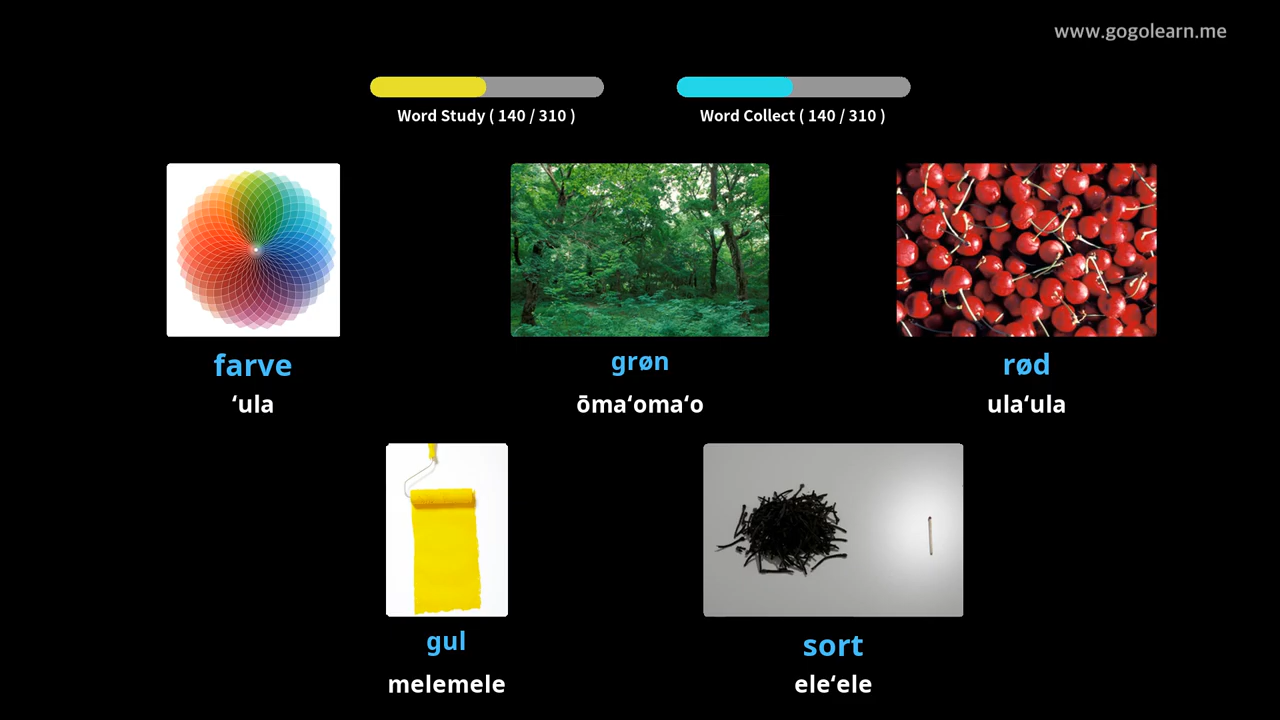 www.gogolearn.me
Word Study ( 140 / 310 )
Word Collect ( 140 / 310 )
farve
grøn
rød
ʻula
ōmaʻomaʻo
ulaʻula
gul
sort
melemele
eleʻele